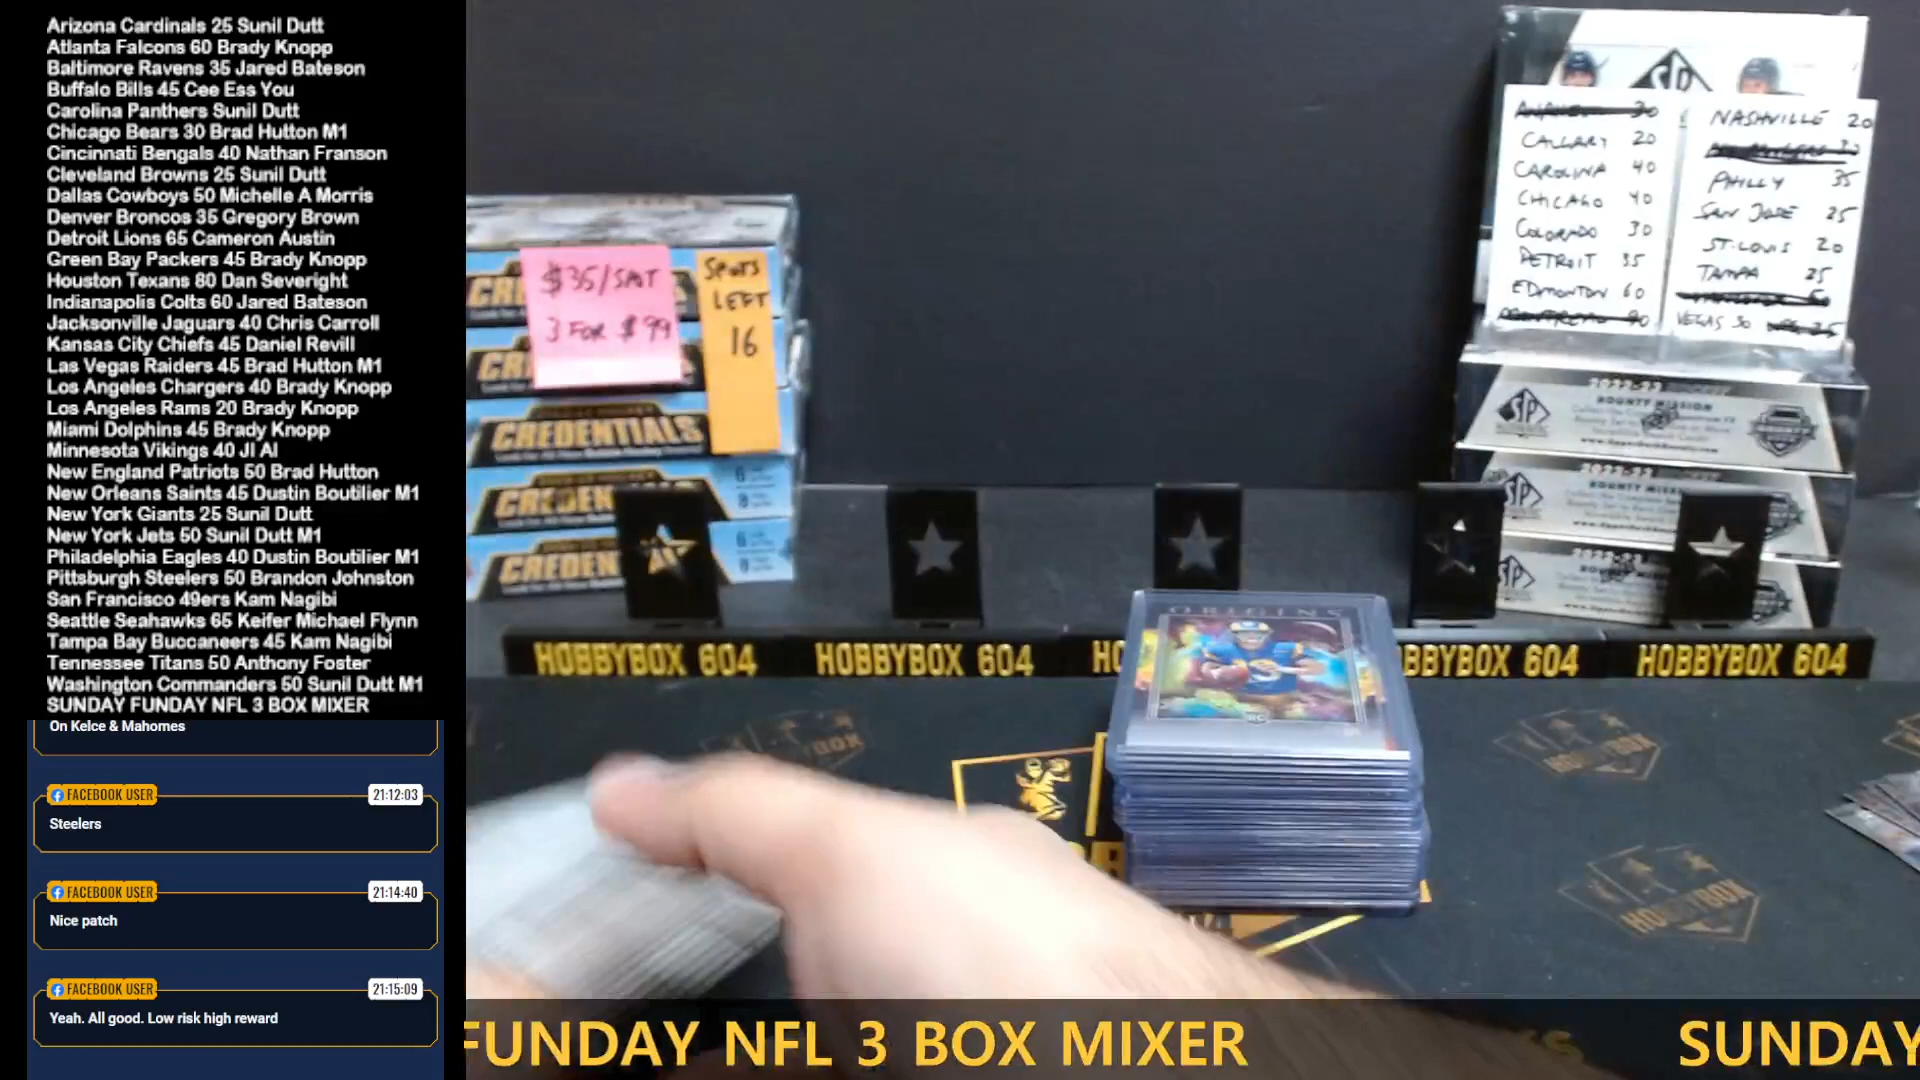 Arizona Cardinals 25 Sunil Dutt
Atlanta Falcons 60 Brady Knopp
Baltimore Ravens 35 Jared Bateson
Buffalo Bills 45 Cee Ess You
Carolina Panthers Sunil Dutt
Chicago Bears 30 Brad Hutton M1
Cincinnati Bengals 40 Nathan Franson
Cleveland Browns 25 Sunil Dutt
Dallas Cowboys 50 Michelle A Morris
Denver Broncos 35 Gregory Brown
Detroit Lions 65 Cameron Austin
Green Bay Packers 45 Brady Knopp
Houston Texans 80 Dan Severight
Indianapolis Colts 60 Jared Bateson
Jacksonville Jaguars 40 Chris Carroll
Kansas City Chiefs 45 Daniel Revill
Las Vegas Raiders 45 Brad Hutton M1
Los Angeles Chargers 40 Brady Knopp
Los Angeles Rams 20 Brady Knopp
Miami Dolphins 45 Brady Knopp
Minnesota Vikings 40 JI AI
New England Patriots 50 Brad Hutton
New Orleans Saints 45 Dustin Boutilier M1
New York Giants 25 Sunil Dutt
New York Jets 50 Sunil Dutt M1
Philadelphia Eagles 40 Dustin Boutilier M1
Pittsburgh Steelers 50 Brandon Johnston
San Francisco 49ers Kam Nagibi
Seattle Seahawks 65 Keifer Michael Flynn
Tampa Bay Buccaneers 45 Kam Nagibi
Tennessee Titans 50 Anthony Foster
Washington Commanders 50 Sunil Dutt M1
SUNDAY FUNDAY NFL 3 BOX MIXER
On Kelce & Mahomes
FACEBOOK USER 21:12:03
Steelers
FACEBOOK USER 21:14:40
Nice patch
FACEBOOK USER 21:15:09
Yeah. All good. Low risk high reward
$35/SPOT
3 FOR $99
SPOTS
LEFT
16
CREDENTIALS
SP
CALGARY 20
CAROLINA 40
CHICAGO 40
COLORADO 30
DETROIT 35
EDMONTON 60
NASHVILLE 20
PHILLY 35
SAN JOSE 25
ST. LOUIS 20
TAMPA 25
VEGAS 30
2022-23
BOUNTY MISSION
SP
2022-23
SP
ORIGINS
RC
HOBBYBOX 604
HOBBYBOX 604
BBYBOX 604
HOBBYBOX 604
HOBBYBOX
FUNDAY NFL 3 BOX MIXER
SUNDAY